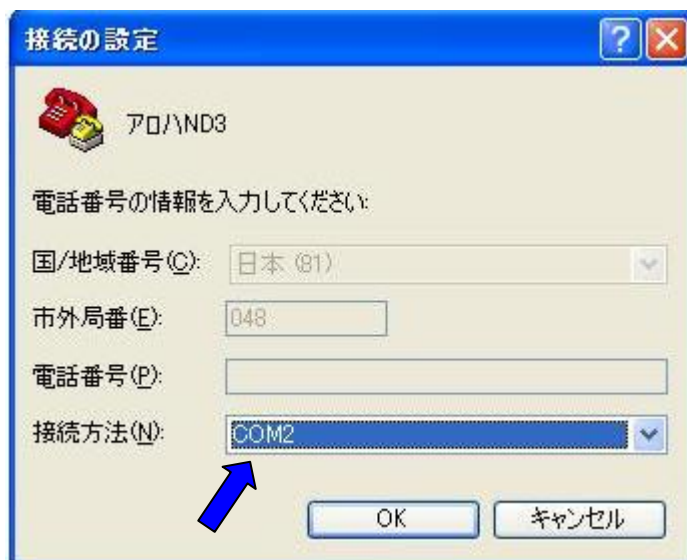 接続の設定
アロハND3
電話番号の情報を入力してください:
国/地域番号(C): 日本 (81)
市外局番(E): 048
電話番号(P):
接続方法(N): COM2
OK キャンセル